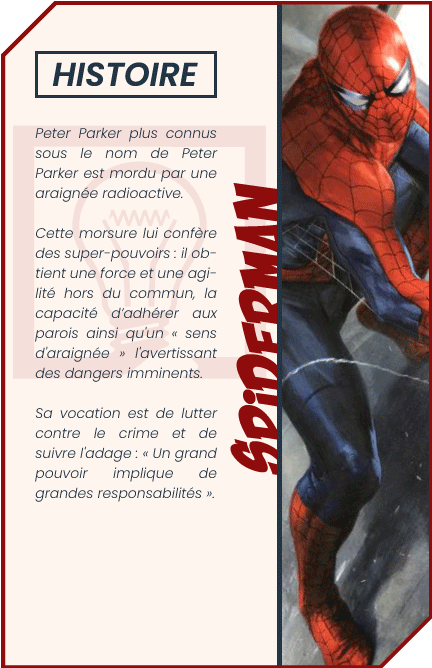 HISTOIRE
Peter Parker plus connus
sous le nom de Peter
Parker est mordu par une
araignée radioactive.
Cette morsure lui confère
des super-pouvoirs : il ob-
tient une force et une agi-
lité hors du commun, la
capacité d'adhérer aux
parois ainsi qu'un « sens
d'araignée » l'avertissant
des dangers imminents.
Sa vocation est de lutter
contre le crime et de
suivre l'adage : « Un grand
pouvoir implique de
grandes responsabilités ».
SPiDERMAN